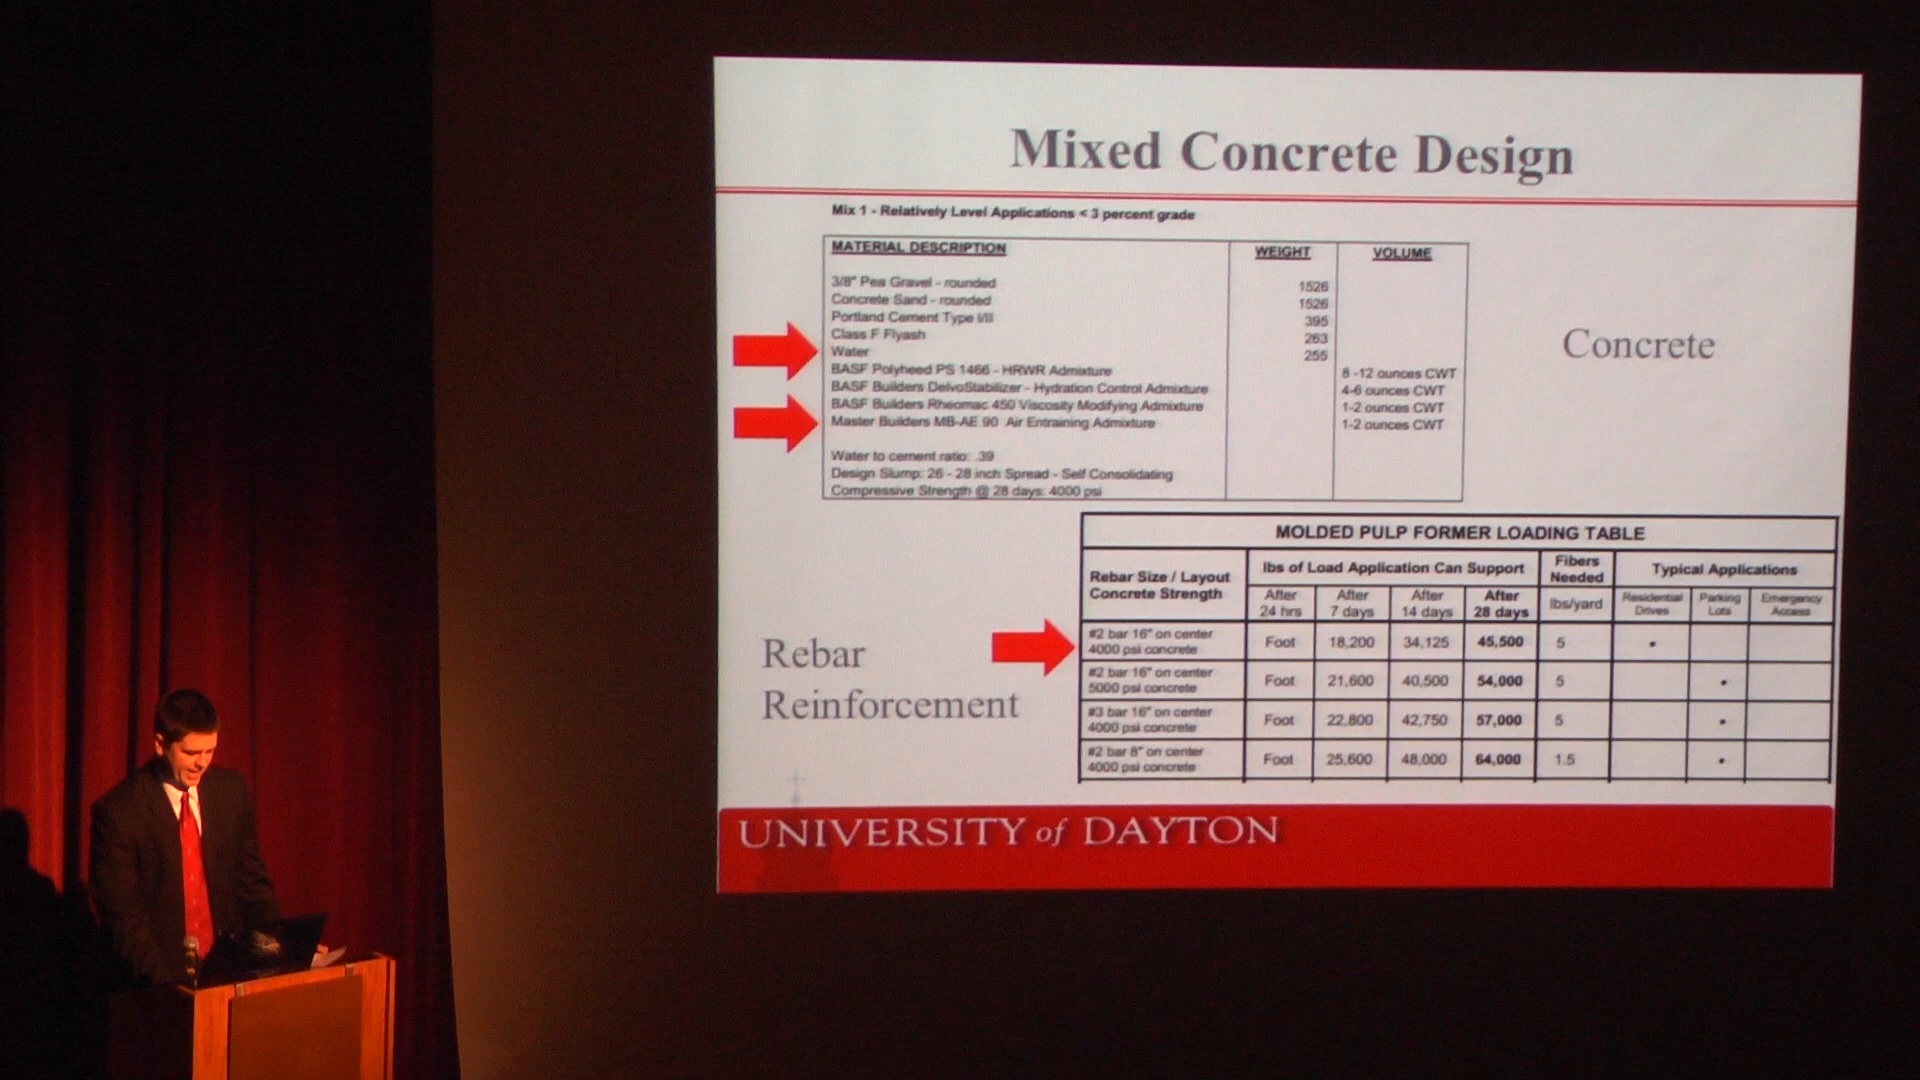 Mixed Concrete Design
Mix 1 - Relatively Level Applications < 3 percent grade
MATERIAL DESCRIPTION WEIGHT VOLUME
3/8" Pea Gravel - rounded 1526
Concrete Sand - rounded 1526
Portland Cement Type I/II 395
Class F Flyash 263
Water 255
BASF Polyheed PS 1466 - HRWR Admixture 8 -12 ounces CWT
BASF Builders DelvoStabilizer - Hydration Control Admixture 4-6 ounces CWT
BASF Builders Rheomac 450 Viscosity Modifying Admixture 1-2 ounces CWT
Master Builders MB-AE 90 Air Entraining Admixture 1-2 ounces CWT
Water to cement ratio: .39
Design Slump: 26 - 28 inch Spread - Self Consolidating
Compressive Strength @ 28 days: 4000 psi
Concrete
Rebar
Reinforcement
MOLDED PULP FORMER LOADING TABLE
Rebar Size / Layout
Concrete Strength
lbs of Load Application Can Support
Fibers
Needed
Typical Applications
After
24 hrs
After
7 days
After
14 days
After
28 days
lbs/yard
Residential
Drives
Parking
Lots
Emergency
Access
#2 bar 16" on center
4000 psi concrete
Foot 18,200 34,125 45,500 5 •
#2 bar 16" on center
5000 psi concrete
Foot 21,600 40,500 54,000 5 •
#3 bar 16" on center
4000 psi concrete
Foot 22,800 42,750 57,000 5 •
#2 bar 8" on center
4000 psi concrete
Foot 25,600 48,000 64,000 1.5 •
UNIVERSITY of DAYTON